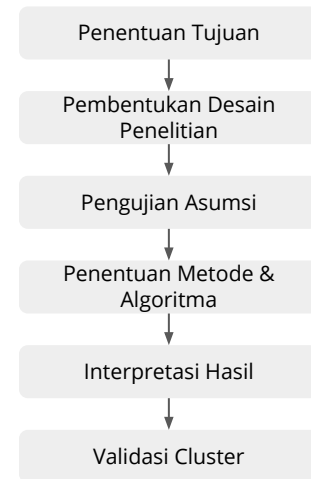 Penentuan Tujuan
Pembentukan Desain
Penelitian
Pengujian Asumsi
Penentuan Metode &
Algoritma
Interpretasi Hasil
Validasi Cluster